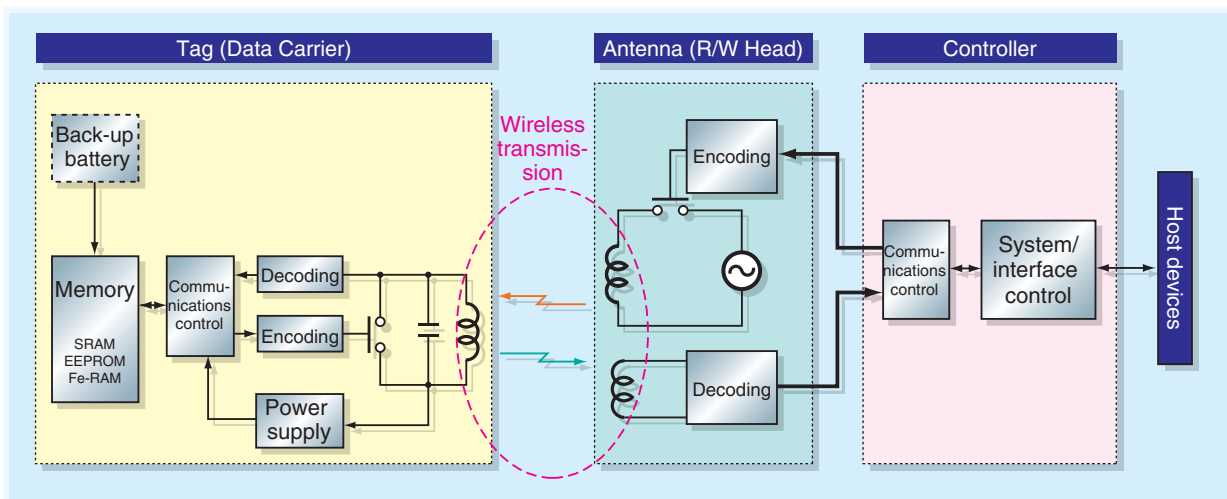 Tag (Data Carrier)
Antenna (R/W Head)
Controller
Back-up
battery
Memory
SRAM
EEPROM
Fe-RAM
Commu-
nications
control
Decoding
Encoding
Power
supply
Wireless
transmis-
sion
Encoding
Decoding
Commu-
nications
control
System/
interface
control
Host devices